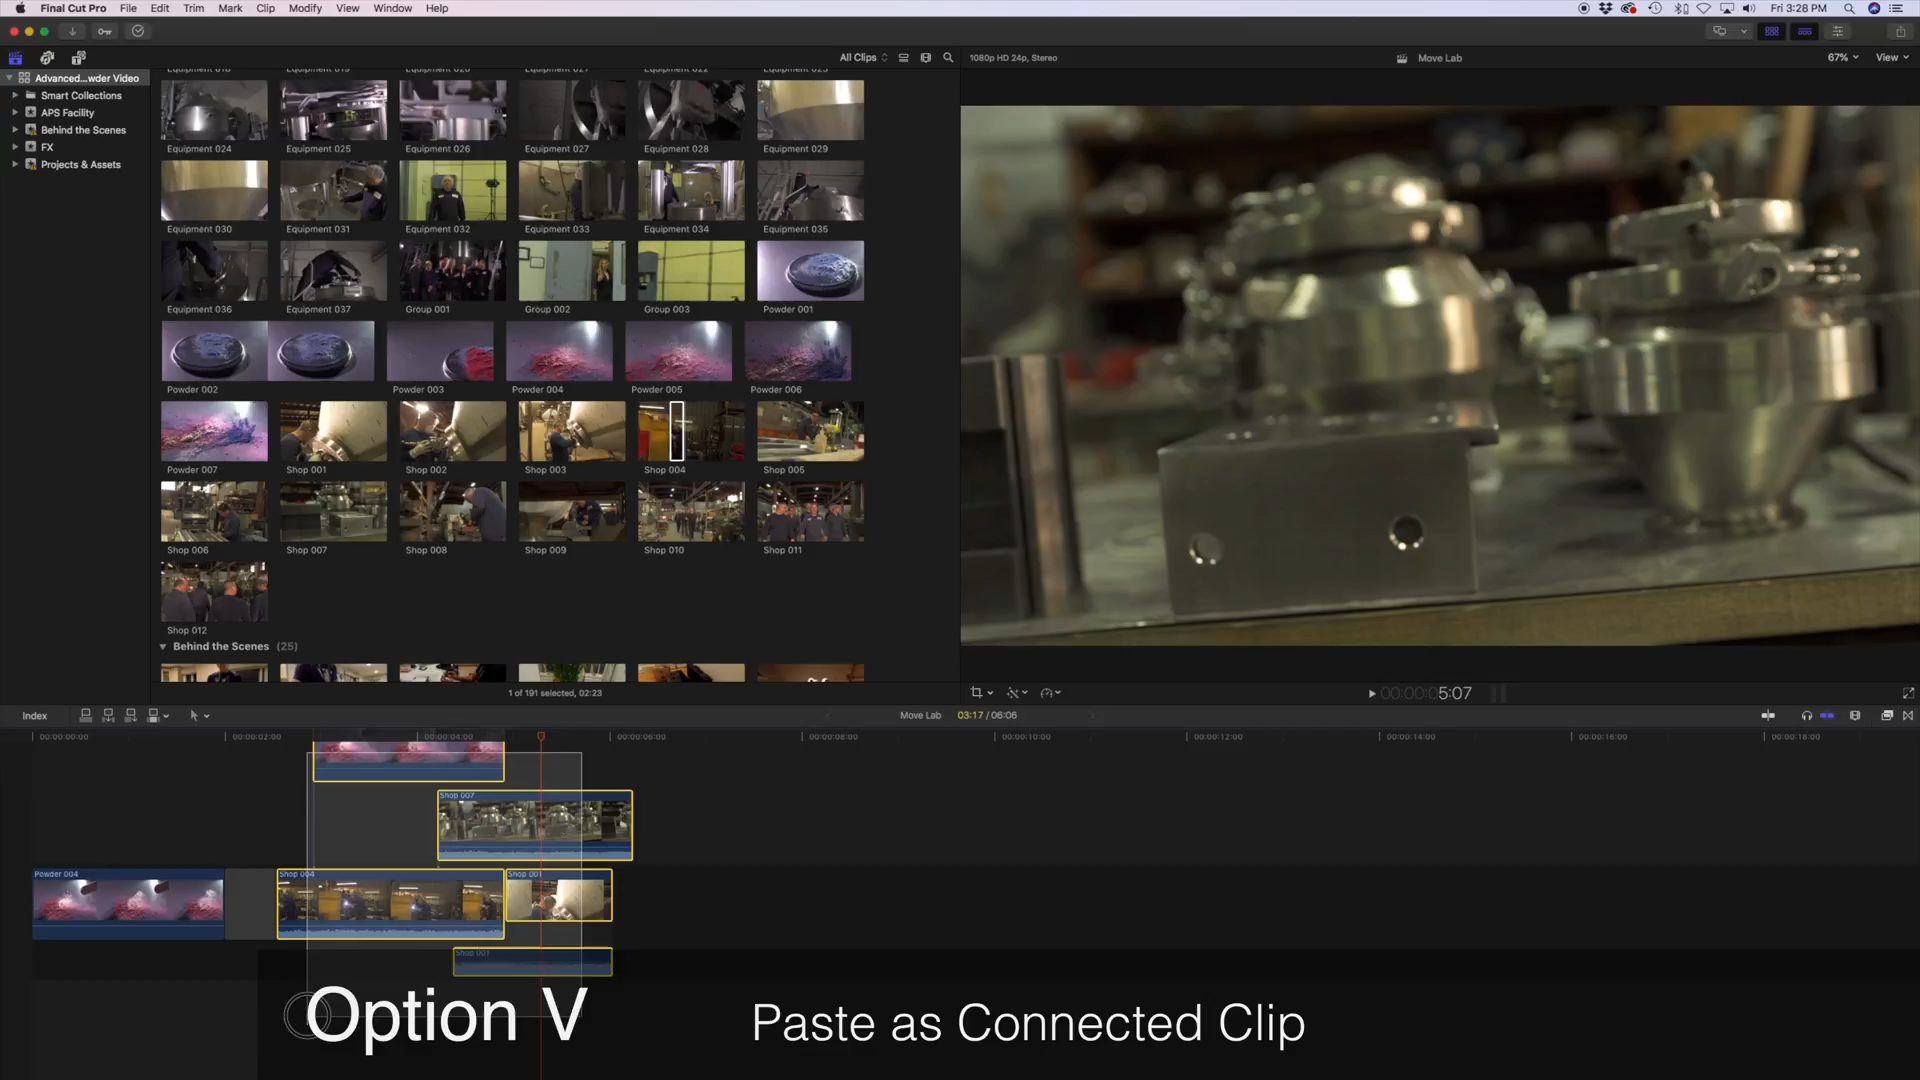 Final Cut Pro File Edit Trim Mark Clip Modify View Window Help
Fri 3:28 PM
All Clips
1080p HD 24p, Stereo
Move Lab
67%
View
Advanced...wder Video
Smart Collections
APS Facility
Behind the Scenes
FX
Projects & Assets
Equipment 024 Equipment 025 Equipment 026 Equipment 027 Equipment 028 Equipment 029
Equipment 030 Equipment 031 Equipment 032 Equipment 033 Equipment 034 Equipment 035
Equipment 036 Equipment 037 Group 001 Group 002 Group 003 Powder 001
Powder 002 Powder 003 Powder 004 Powder 005 Powder 006
Powder 007 Shop 001 Shop 002 Shop 003 Shop 004 Shop 005
Shop 006 Shop 007 Shop 008 Shop 009 Shop 010 Shop 011
Shop 012
Behind the Scenes (25)
1 of 191 selected, 02:23
00:00:05:07
Index
Move Lab 03:17 / 06:06
00:00:00:00 00:00:02:00 00:00:04:00 00:00:06:00 00:00:08:00 00:00:10:00 00:00:12:00 00:00:14:00 00:00:16:00 00:00:18:00
Shop 007
Powder 004 Shop 004 Shop 001
Shop 001
Option V Paste as Connected Clip